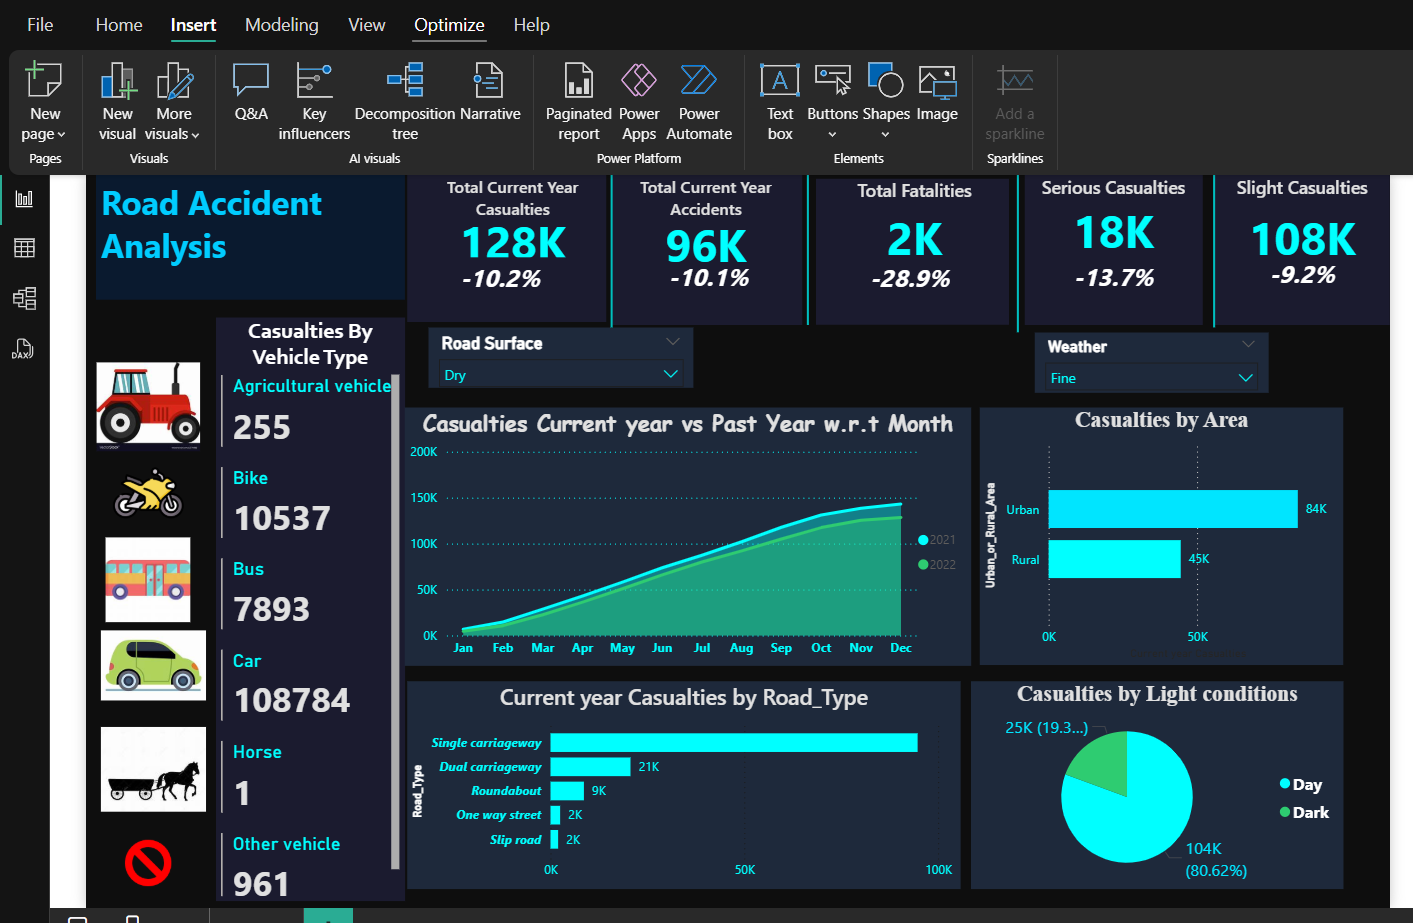 File Home Insert Modeling View Optimize Help
New page
New visual
More visuals
Q&A
Key influencers
Decomposition tree
Narrative
Paginated report
Power Apps
Power Automate
Text box
Buttons
Shapes
Image
Add a sparkline
Pages
Visuals
AI visuals
Power Platform
Elements
Sparklines
DAX
Road Accident
Analysis
Total Current Year
Casualties
128K
-10.2%
Total Current Year
Accidents
96K
-10.1%
Total Fatalities
2K
-28.9%
Serious Casualties
18K
-13.7%
Slight Casualties
108K
-9.2%
Casualties By
Vehicle Type
Agricultural vehicle
255
Bike
10537
Bus
7893
Car
108784
Horse
1
Other vehicle
961
Road Surface
Dry
Weather
Fine
Casualties Current year vs Past Year w.r.t Month
200K
150K
100K
50K
0K
Jan Feb Mar Apr May Jun Jul Aug Sep Oct Nov Dec
2021
2022
Casualties by Area
Urban_or_Rural_Area
Urban 84K
Rural 45K
0K 50K
Current year Casualties by Road_Type
Road_Type
Single carriageway
Dual carriageway 21K
Roundabout 9K
One way street 2K
Slip road 2K
0K 50K 100K
Casualties by Light conditions
25K (19.3...)
Day
Dark
104K
(80.62%)